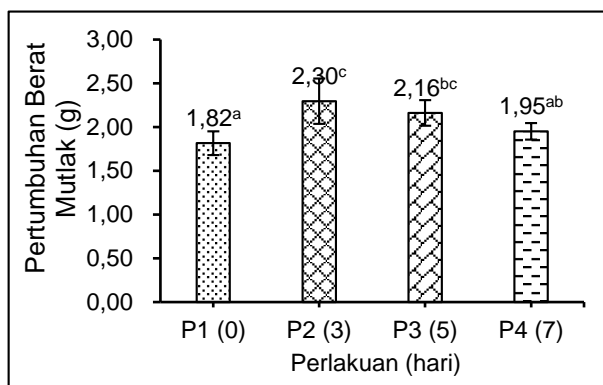 Pertumbuhan Berat
Mutlak (g)
3,00
2,50
2,00
1,50
1,00
0,50
0,00
1,82ᵃ
2,30ᶜ
2,16ᵇᶜ
1,95ᵃᵇ
P1 (0)
P2 (3)
P3 (5)
P4 (7)
Perlakuan (hari)